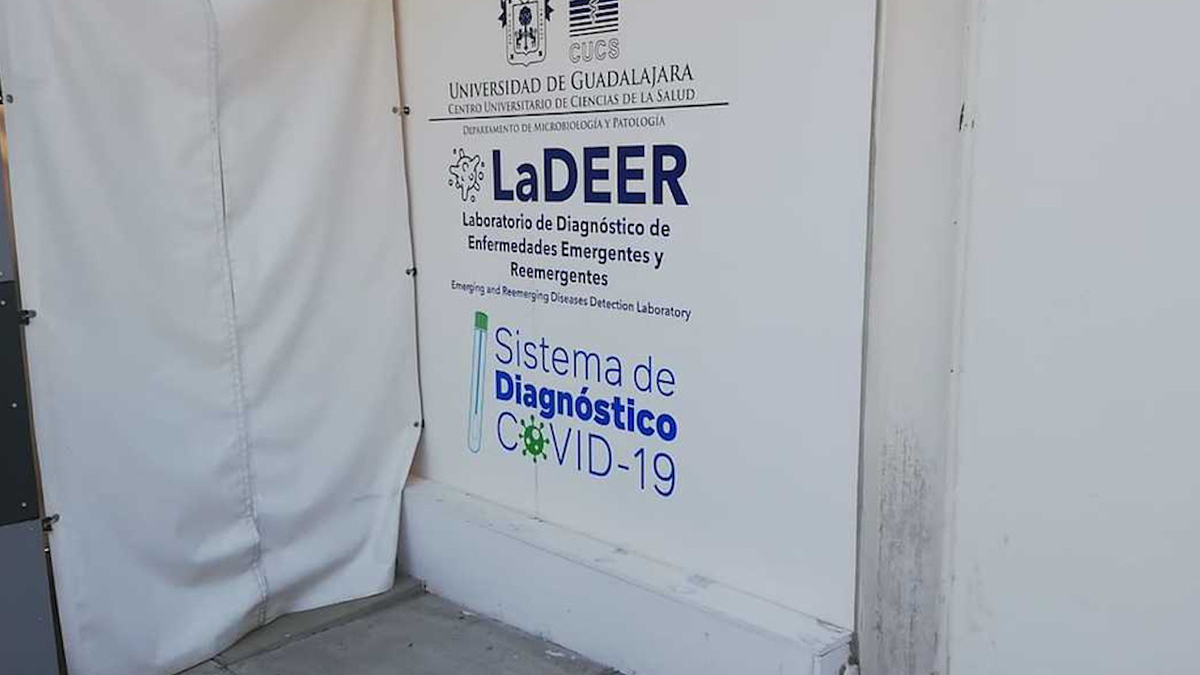 CUCS
UNIVERSIDAD DE GUADALAJARA
CENTRO UNIVERSITARIO DE CIENCIAS DE LA SALUD
DEPARTAMENTO DE MICROBIOLOGÍA Y PATOLOGÍA
LaDEER
Laboratorio de Diagnóstico de
Enfermedades Emergentes y
Reemergentes
Emerging and Reemerging Diseases Detection Laboratory
Sistema de
Diagnóstico
COVID-19